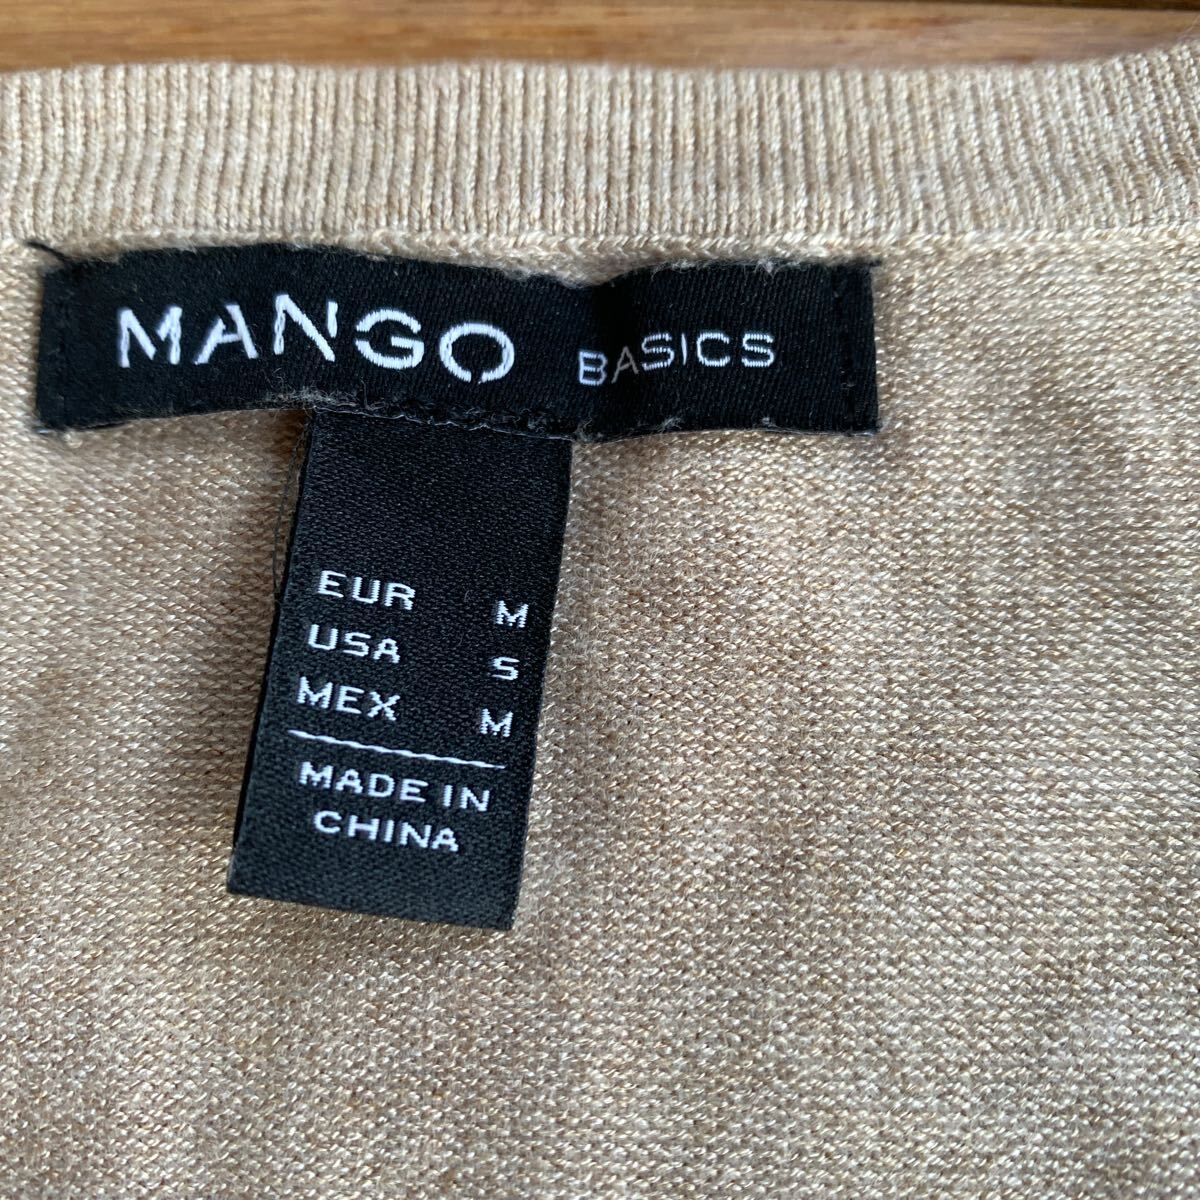 MANGO BASICS
EUR M
USA S
MEX M
MADE IN
CHINA